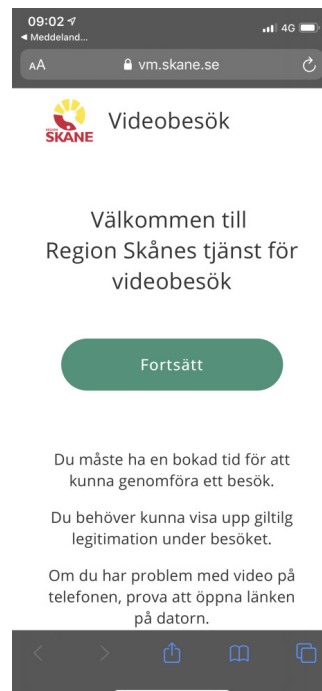 09:02
◀ Meddeland...
4G
AA
vm.skane.se
REGION
SKÅNE
Videobesök
Välkommen till
Region Skånes tjänst för
videobesök
Fortsätt
Du måste ha en bokad tid för att
kunna genomföra ett besök.
Du behöver kunna visa upp giltilg
legitimation under besöket.
Om du har problem med video på
telefonen, prova att öppna länken
på datorn.